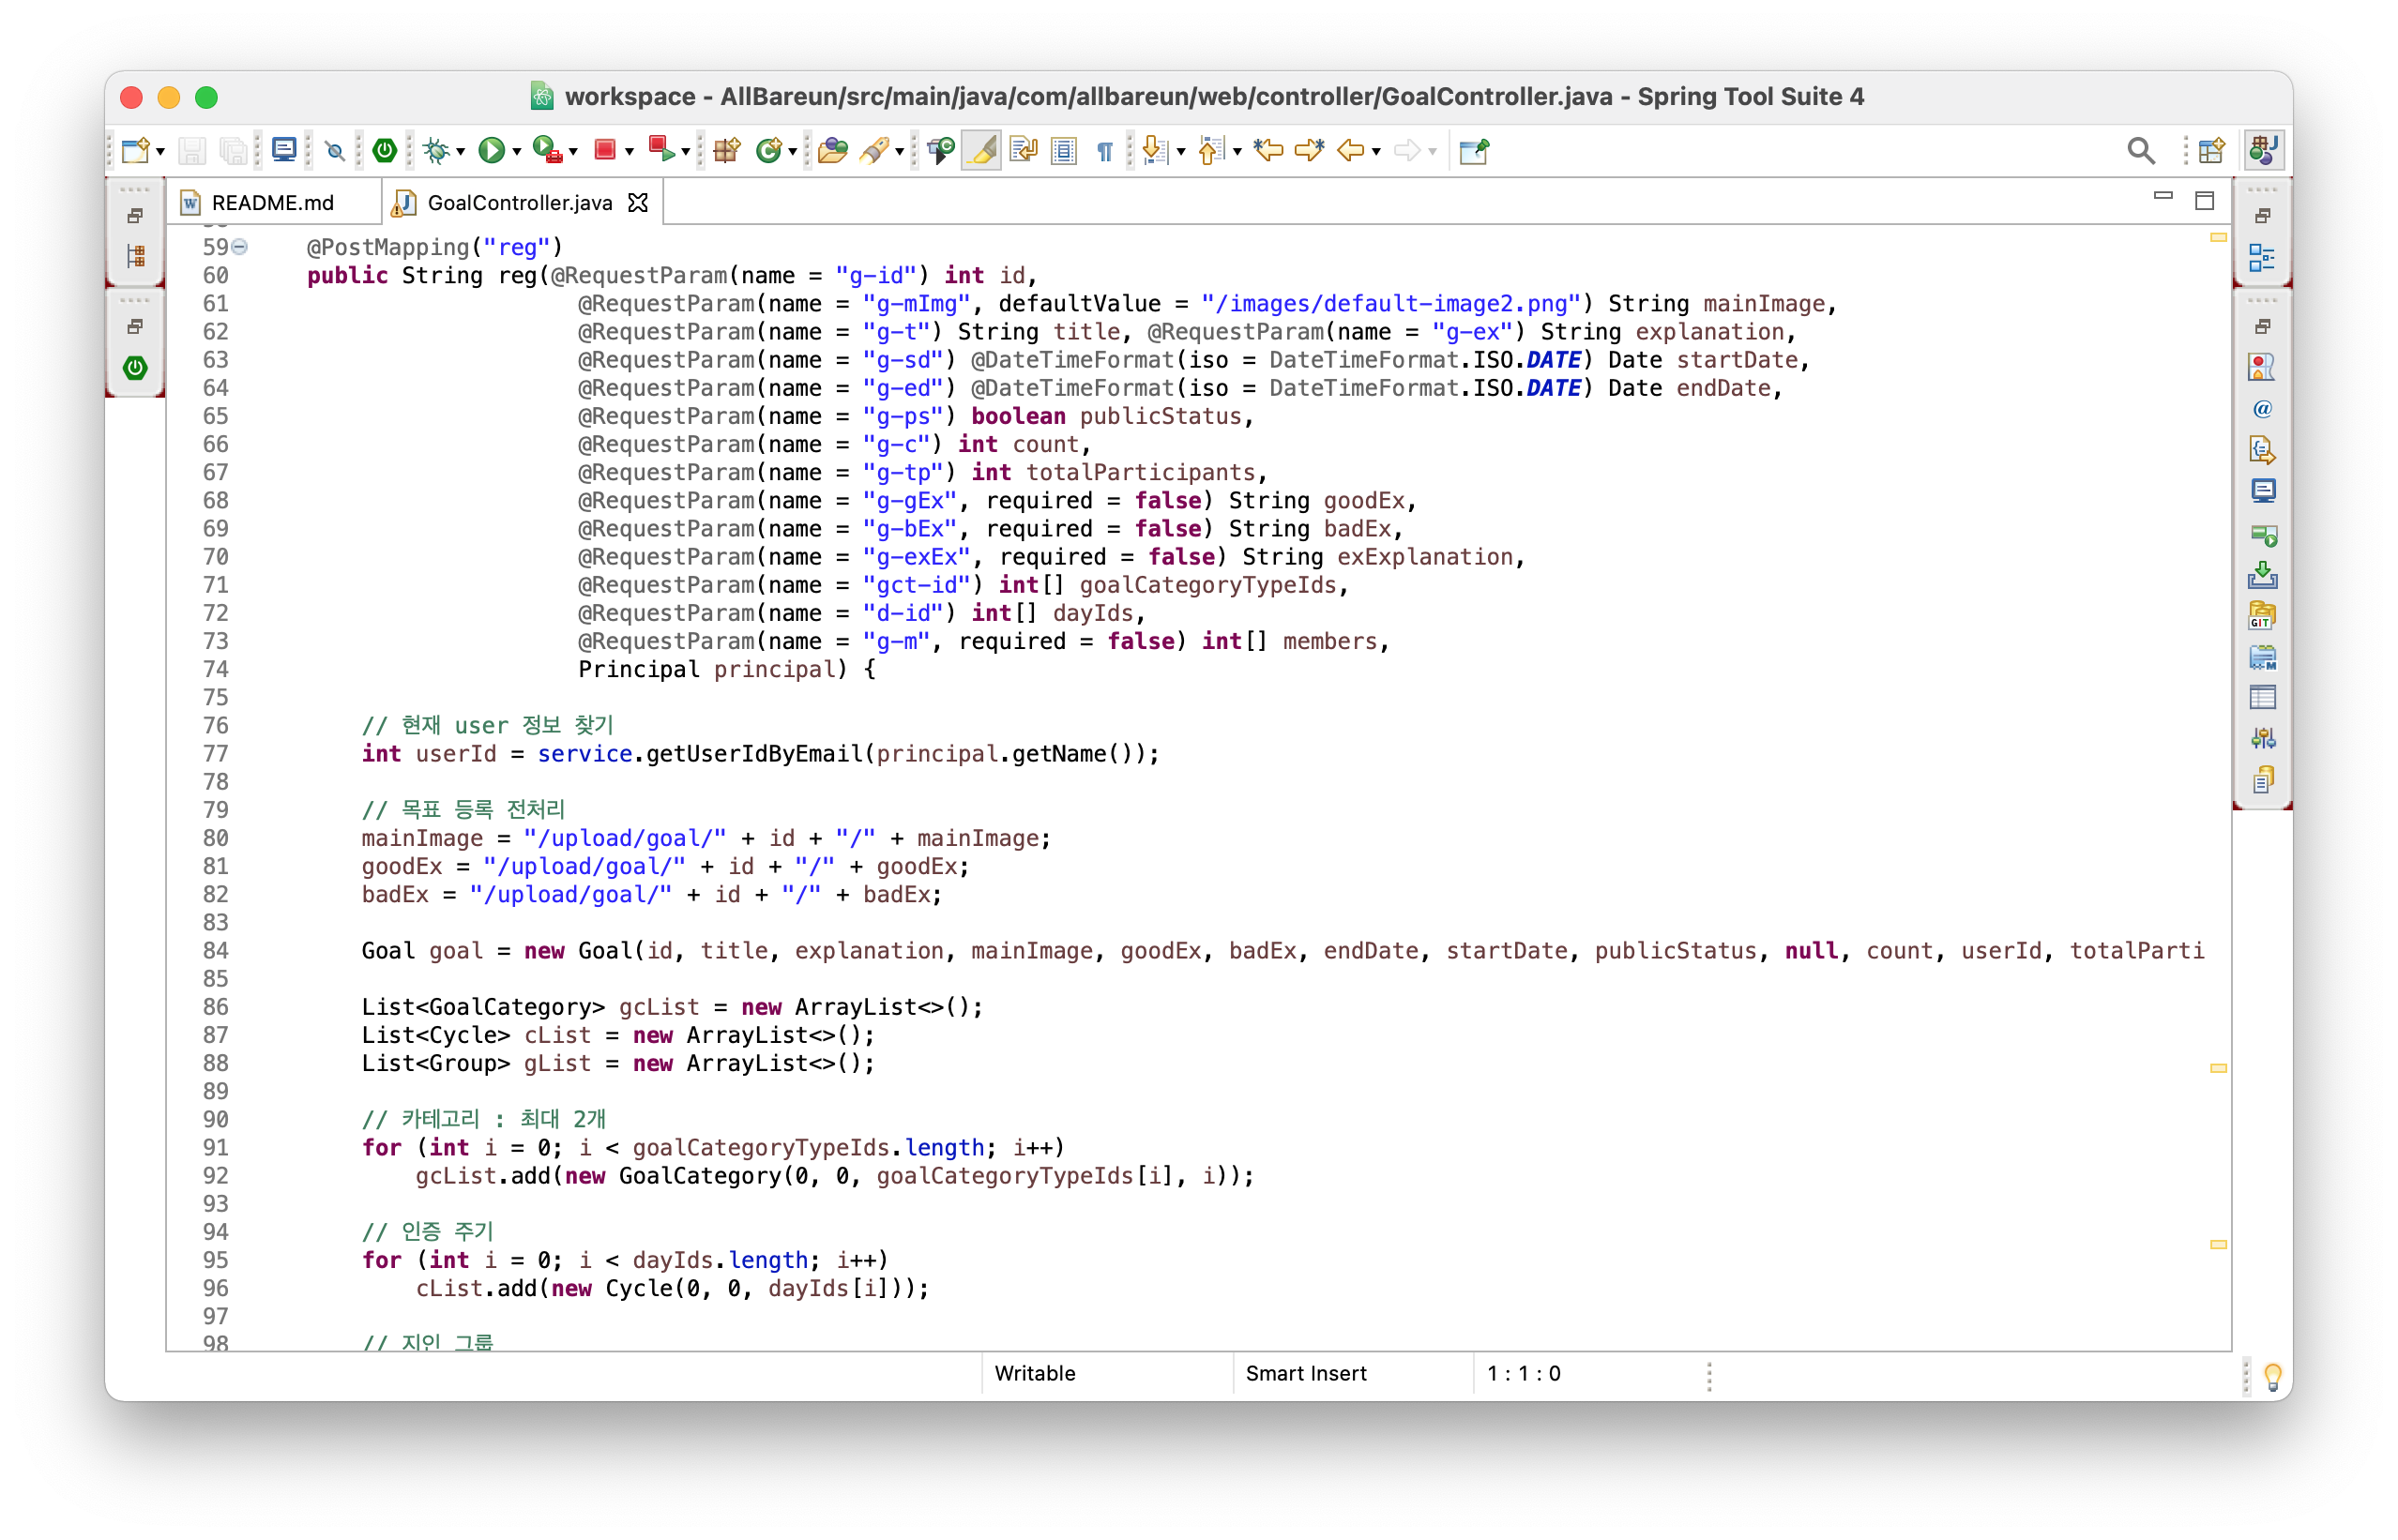 workspace - AllBareun/src/main/java/com/allbareun/web/controller/GoalController.java - Spring Tool Suite 4
README.md
GoalController.java
59 @PostMapping("reg")
60 public String reg(@RequestParam(name = "g-id") int id,
61 @RequestParam(name = "g-mImg", defaultValue = "/images/default-image2.png") String mainImage,
62 @RequestParam(name = "g-t") String title, @RequestParam(name = "g-ex") String explanation,
63 @RequestParam(name = "g-sd") @DateTimeFormat(iso = DateTimeFormat.ISO.DATE) Date startDate,
64 @RequestParam(name = "g-ed") @DateTimeFormat(iso = DateTimeFormat.ISO.DATE) Date endDate,
65 @RequestParam(name = "g-ps") boolean publicStatus,
66 @RequestParam(name = "g-c") int count,
67 @RequestParam(name = "g-tp") int totalParticipants,
68 @RequestParam(name = "g-gEx", required = false) String goodEx,
69 @RequestParam(name = "g-bEx", required = false) String badEx,
70 @RequestParam(name = "g-exEx", required = false) String exExplanation,
71 @RequestParam(name = "gct-id") int[] goalCategoryTypeIds,
72 @RequestParam(name = "d-id") int[] dayIds,
73 @RequestParam(name = "g-m", required = false) int[] members,
74 Principal principal) {
75
76 // 현재 user 정보 찾기
77 int userId = service.getUserIdByEmail(principal.getName());
78
79 // 목표 등록 전처리
80 mainImage = "/upload/goal/" + id + "/" + mainImage;
81 goodEx = "/upload/goal/" + id + "/" + goodEx;
82 badEx = "/upload/goal/" + id + "/" + badEx;
83
84 Goal goal = new Goal(id, title, explanation, mainImage, goodEx, badEx, endDate, startDate, publicStatus, null, count, userId, totalParti
85
86 List<GoalCategory> gcList = new ArrayList<>();
87 List<Cycle> cList = new ArrayList<>();
88 List<Group> gList = new ArrayList<>();
89
90 // 카테고리 : 최대 2개
91 for (int i = 0; i < goalCategoryTypeIds.length; i++)
92 gcList.add(new GoalCategory(0, 0, goalCategoryTypeIds[i], i));
93
94 // 인증 주기
95 for (int i = 0; i < dayIds.length; i++)
96 cList.add(new Cycle(0, 0, dayIds[i]));
97
98 // 지인 그룹
Writable
Smart Insert
1 : 1 : 0